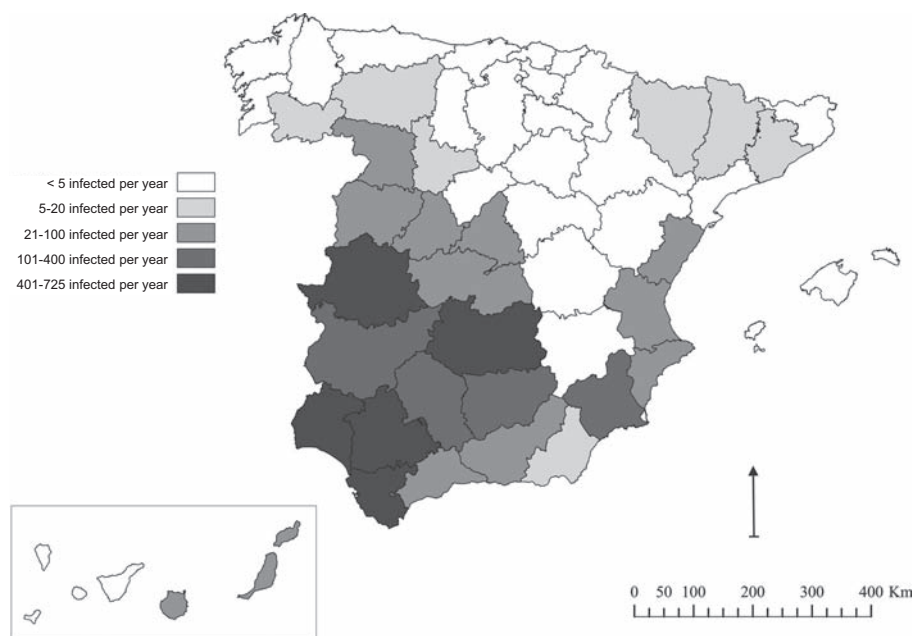 < 5 infected per year
5-20 infected per year
21-100 infected per year
101-400 infected per year
401-725 infected per year
0 50 100 200 300 400 Km